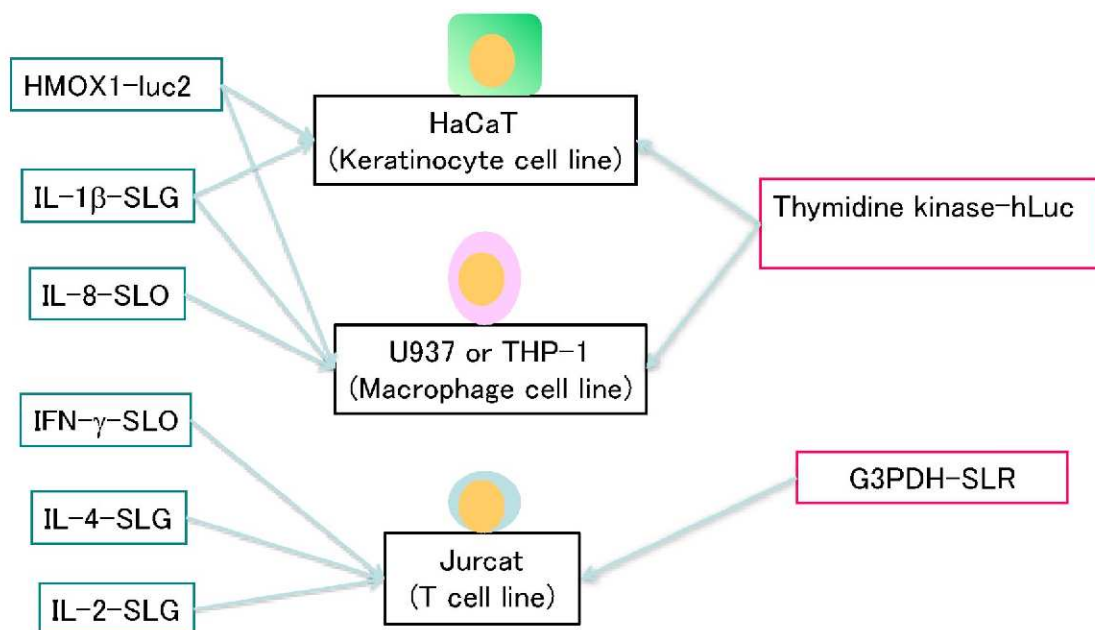 HMOX1-luc2
IL-1β-SLG
IL-8-SLO
IFN-γ-SLO
IL-4-SLG
IL-2-SLG
HaCaT
(Keratinocyte cell line)
U937 or THP-1
(Macrophage cell line)
Jurcat
(T cell line)
Thymidine kinase-hLuc
G3PDH-SLR